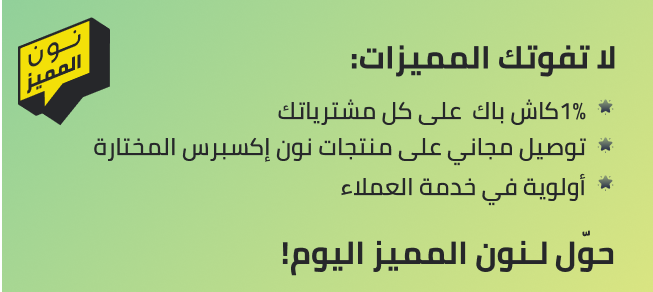 نون
المميز
لا تفوتك المميزات:
1%كاش باك على كل مشترياتك
توصيل مجاني على منتجات نون إكسبرس المختارة
أولوية في خدمة العملاء
حوّل لـنون المميز اليوم!